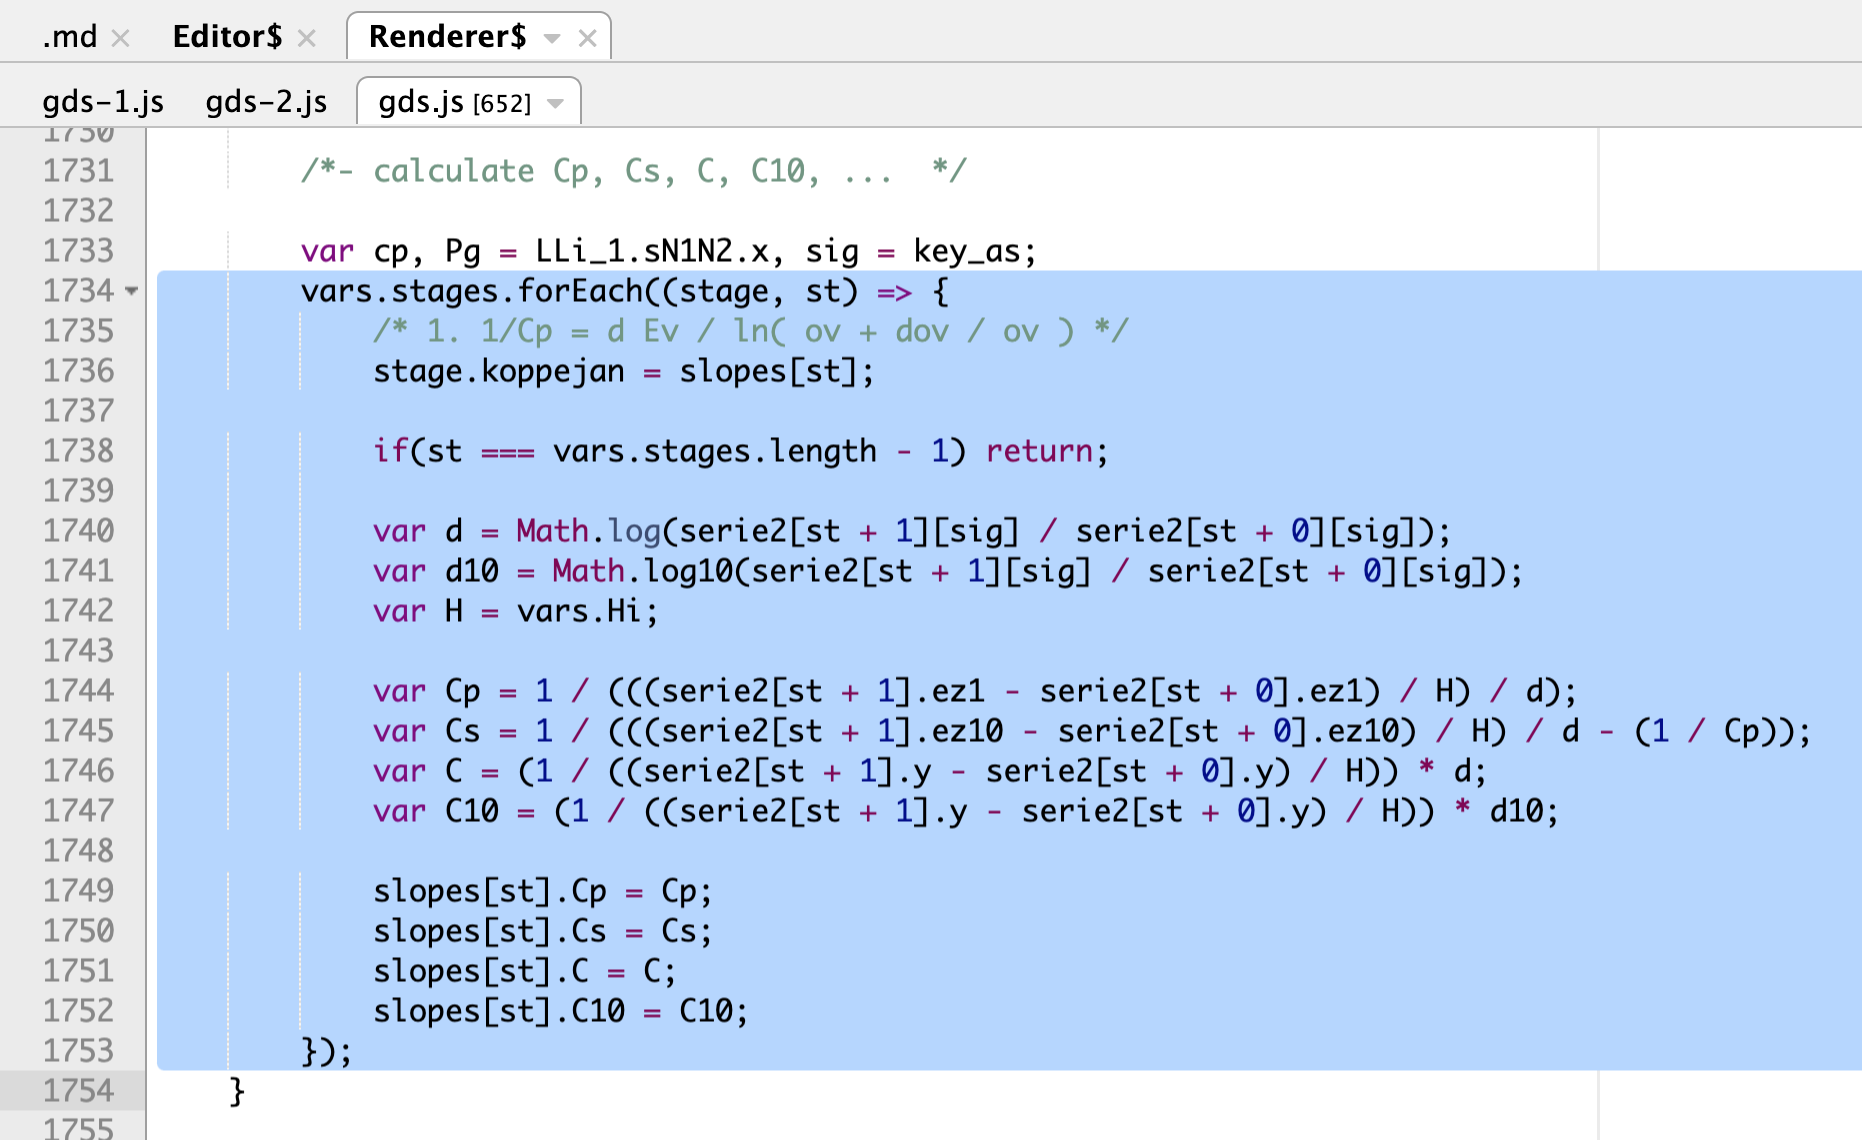 .md × Editor$ × Renderer$ ×
gds-1.js gds-2.js gds.js [652]
1730
1731 /*- calculate Cp, Cs, C, C10, ...  */
1732
1733 var cp, Pg = LLi_1.sN1N2.x, sig = key_as;
1734 vars.stages.forEach((stage, st) => {
1735 /* 1. 1/Cp = d Ev / ln( ov + dov / ov ) */
1736 stage.koppejan = slopes[st];
1737
1738 if(st === vars.stages.length - 1) return;
1739
1740 var d = Math.log(serie2[st + 1][sig] / serie2[st + 0][sig]);
1741 var d10 = Math.log10(serie2[st + 1][sig] / serie2[st + 0][sig]);
1742 var H = vars.Hi;
1743
1744 var Cp = 1 / (((serie2[st + 1].ez1 - serie2[st + 0].ez1) / H) / d);
1745 var Cs = 1 / (((serie2[st + 1].ez10 - serie2[st + 0].ez10) / H) / d - (1 / Cp));
1746 var C = (1 / ((serie2[st + 1].y - serie2[st + 0].y) / H)) * d;
1747 var C10 = (1 / ((serie2[st + 1].y - serie2[st + 0].y) / H)) * d10;
1748
1749 slopes[st].Cp = Cp;
1750 slopes[st].Cs = Cs;
1751 slopes[st].C = C;
1752 slopes[st].C10 = C10;
1753 });
1754 }
1755